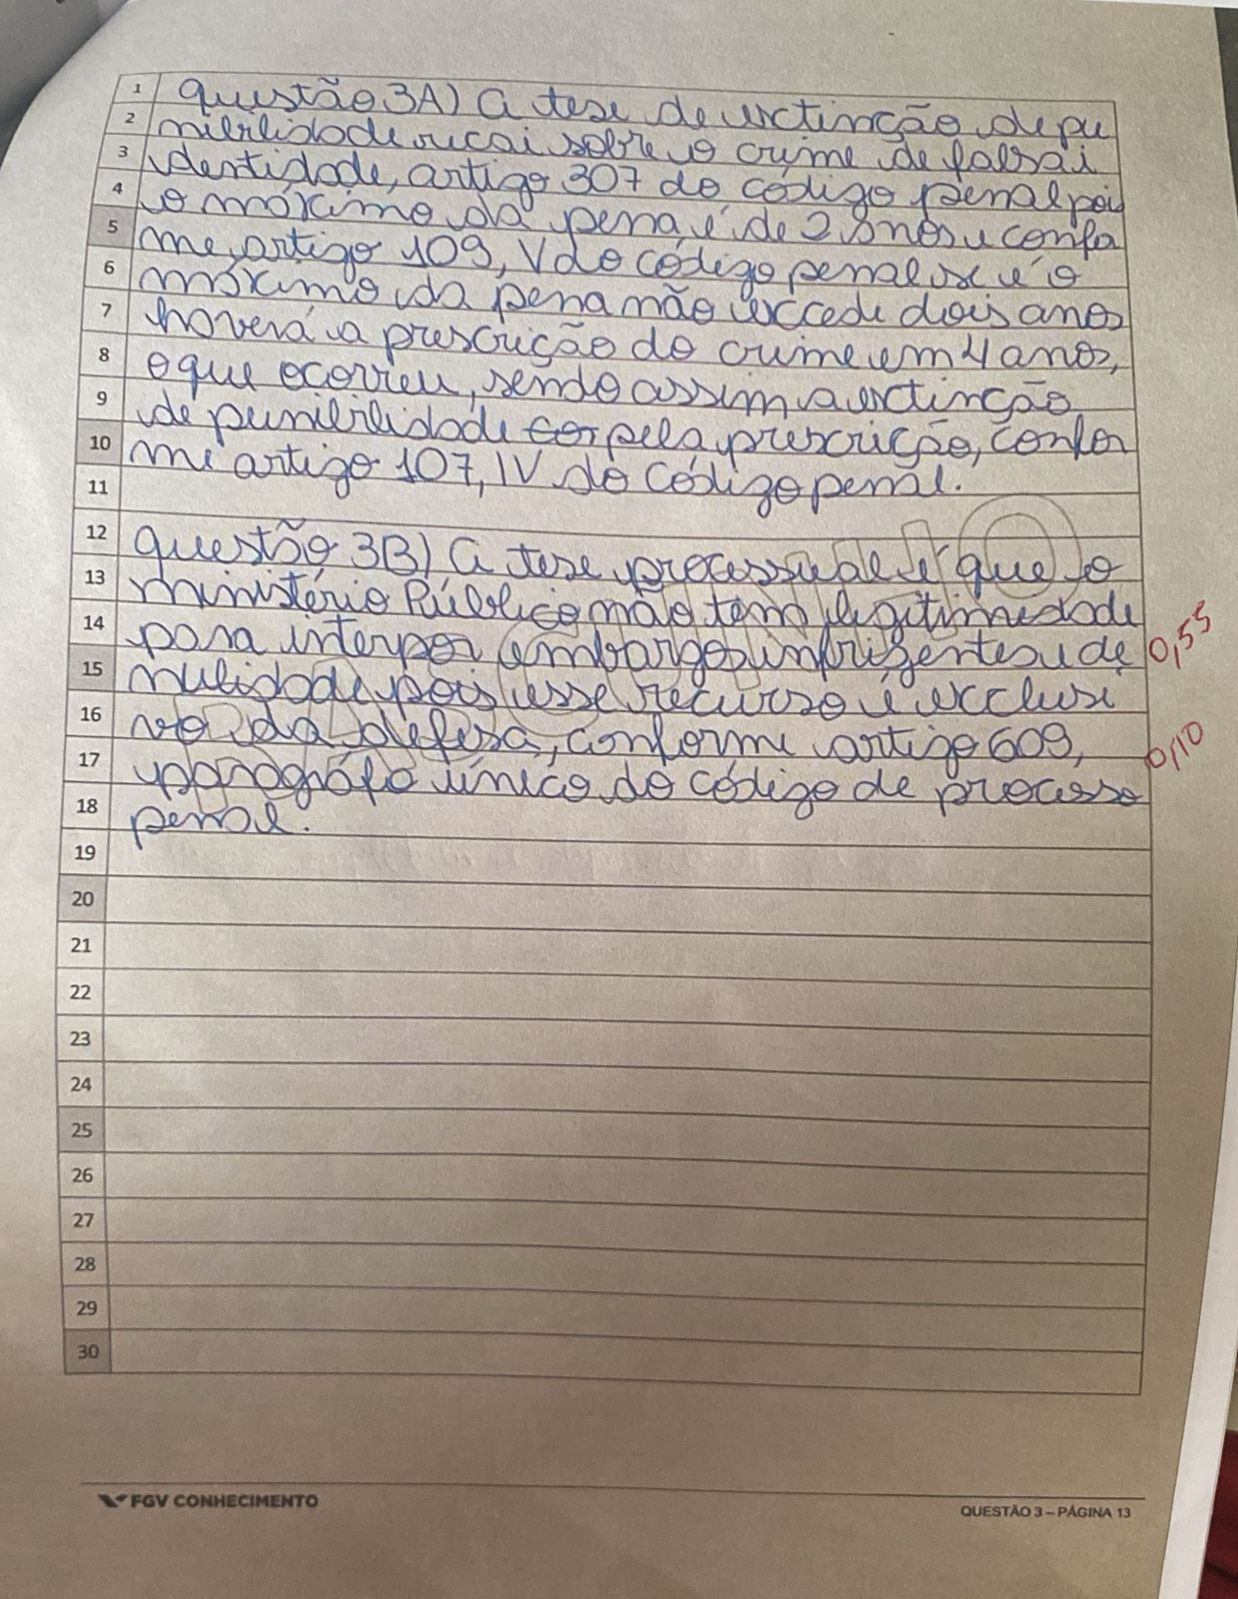 1 Questão 3A) A tese de exctinção de pu
2 nibilidade recai sobre o crime de falsa i
3 identidade, artigo 307 do código penal pois
4 o máximo da pena é de 2 anos e confor
5 me, artigo 109, V do código penal se é o
6 máximo da pena não excede dois anos
7 haverá a prescrição do crime em 4 anos,
8 o que ocorreu, sendo assim a exctinção
9 de punibilidade cor pela prescrição, confor
10 me artigo 107, IV do código penal.
11
12 Questão 3B) A tese processual é que o
13 Ministério Público não tem legitimidade
14 para interpor embargos infrigentes e de 0,55
15 nulidade, pois esse recurso é exclusi
16 vo da defesa, conforme artigo 609, 0,10
17 paragráfo único do código de processo
18 penal.
19
20
21
22
23
24
25
26
27
28
29
30
FGV CONHECIMENTO
QUESTÃO 3 – PÁGINA 13